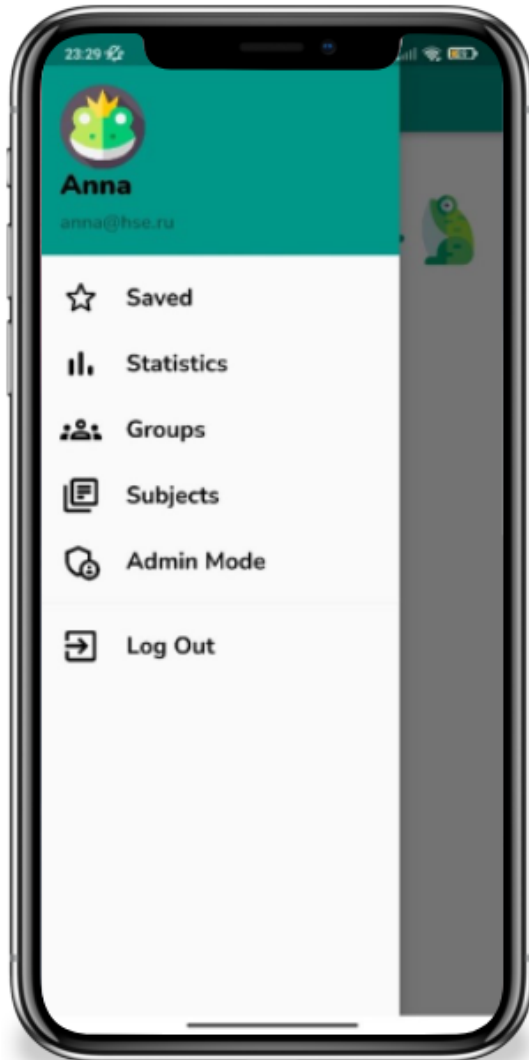 23:29
Anna
anna@hse.ru
Saved
Statistics
Groups
Subjects
Admin Mode
Log Out